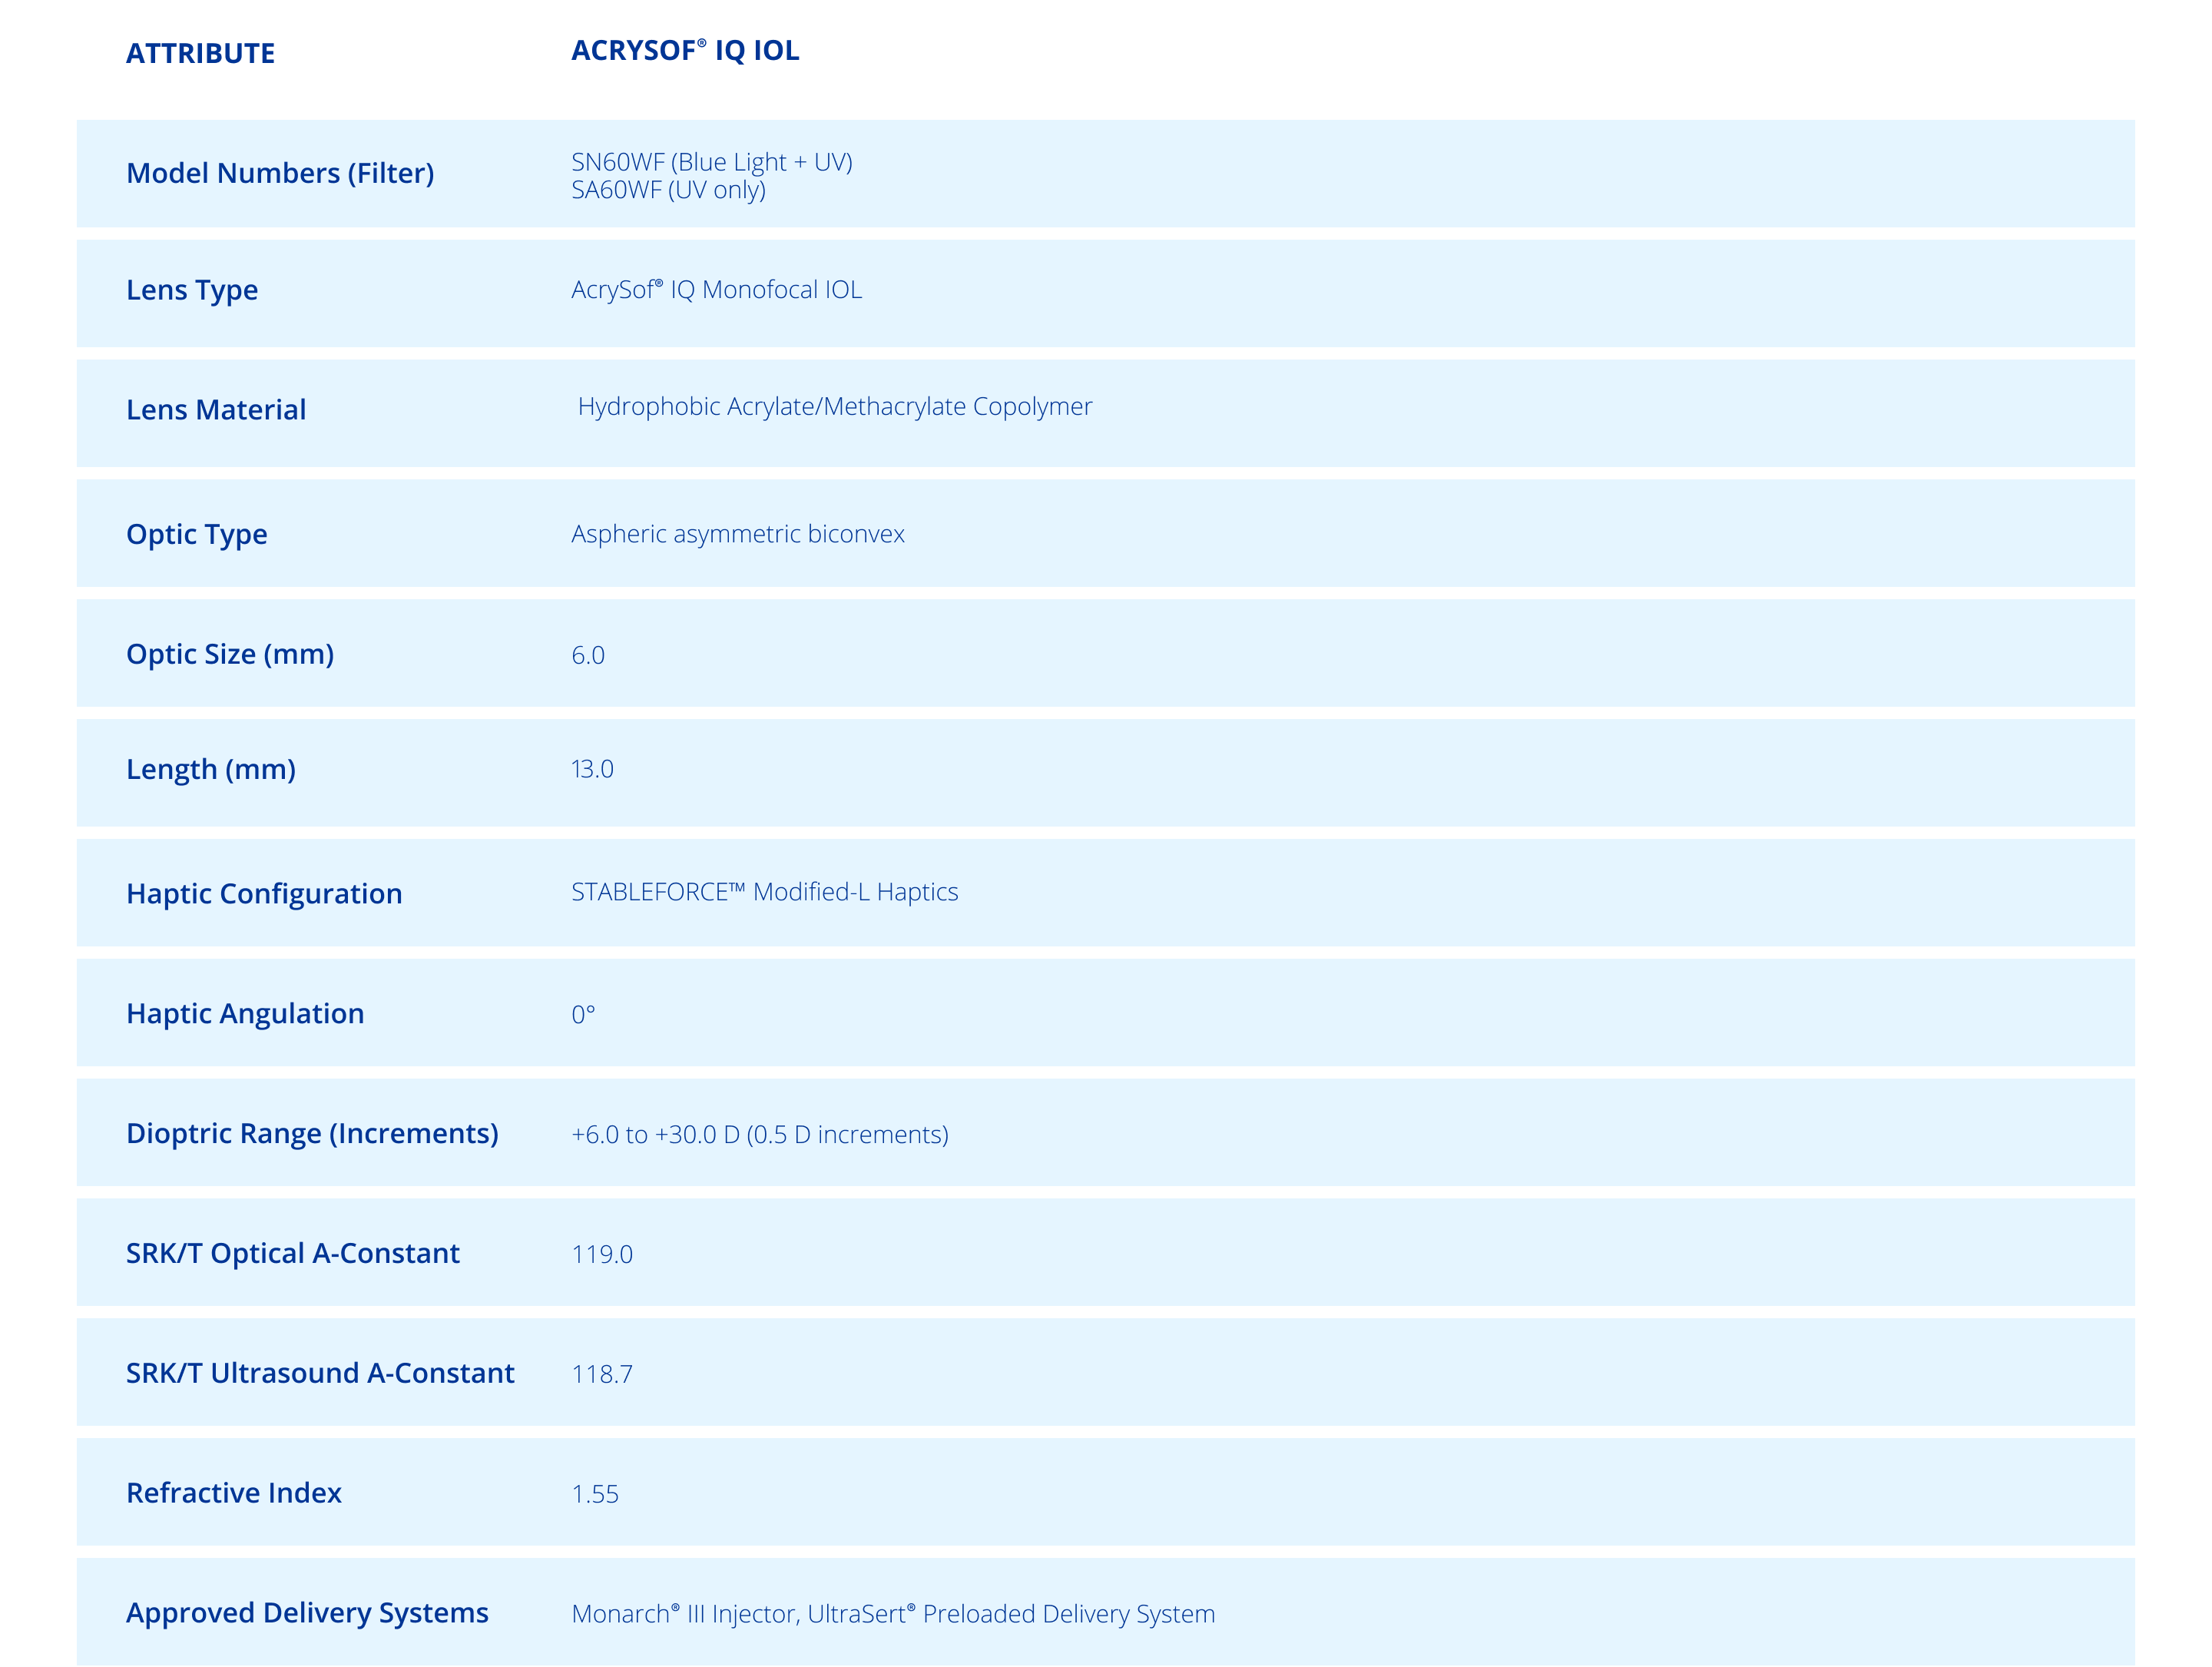 ATTRIBUTE ACRYSOF® IQ IOL
Model Numbers (Filter) SN60WF (Blue Light + UV)
SA60WF (UV only)
Lens Type AcrySof® IQ Monofocal IOL
Lens Material Hydrophobic Acrylate/Methacrylate Copolymer
Optic Type Aspheric asymmetric biconvex
Optic Size (mm) 6.0
Length (mm) 13.0
Haptic Configuration STABLEFORCE™ Modified-L Haptics
Haptic Angulation 0°
Dioptric Range (Increments) +6.0 to +30.0 D (0.5 D increments)
SRK/T Optical A-Constant 119.0
SRK/T Ultrasound A-Constant 118.7
Refractive Index 1.55
Approved Delivery Systems Monarch® III Injector, UltraSert® Preloaded Delivery System